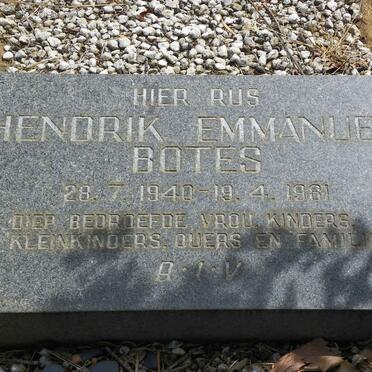 HIER RUS
HENDRIK EMMANUE
BOTES
28.7.1940-19.4.1981
DIEP BEDROEFDE, VROU, KINDERS,
KLEINKINDERS, OUERS EN FAMILI
R·I·V